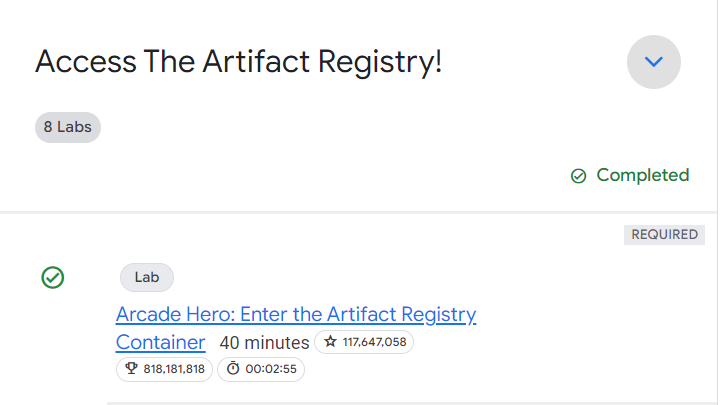 Access The Artifact Registry!
8 Labs
Completed
REQUIRED
Lab
Arcade Hero: Enter the Artifact Registry
Container 40 minutes 117,647,058
818,181,818 00:02:55